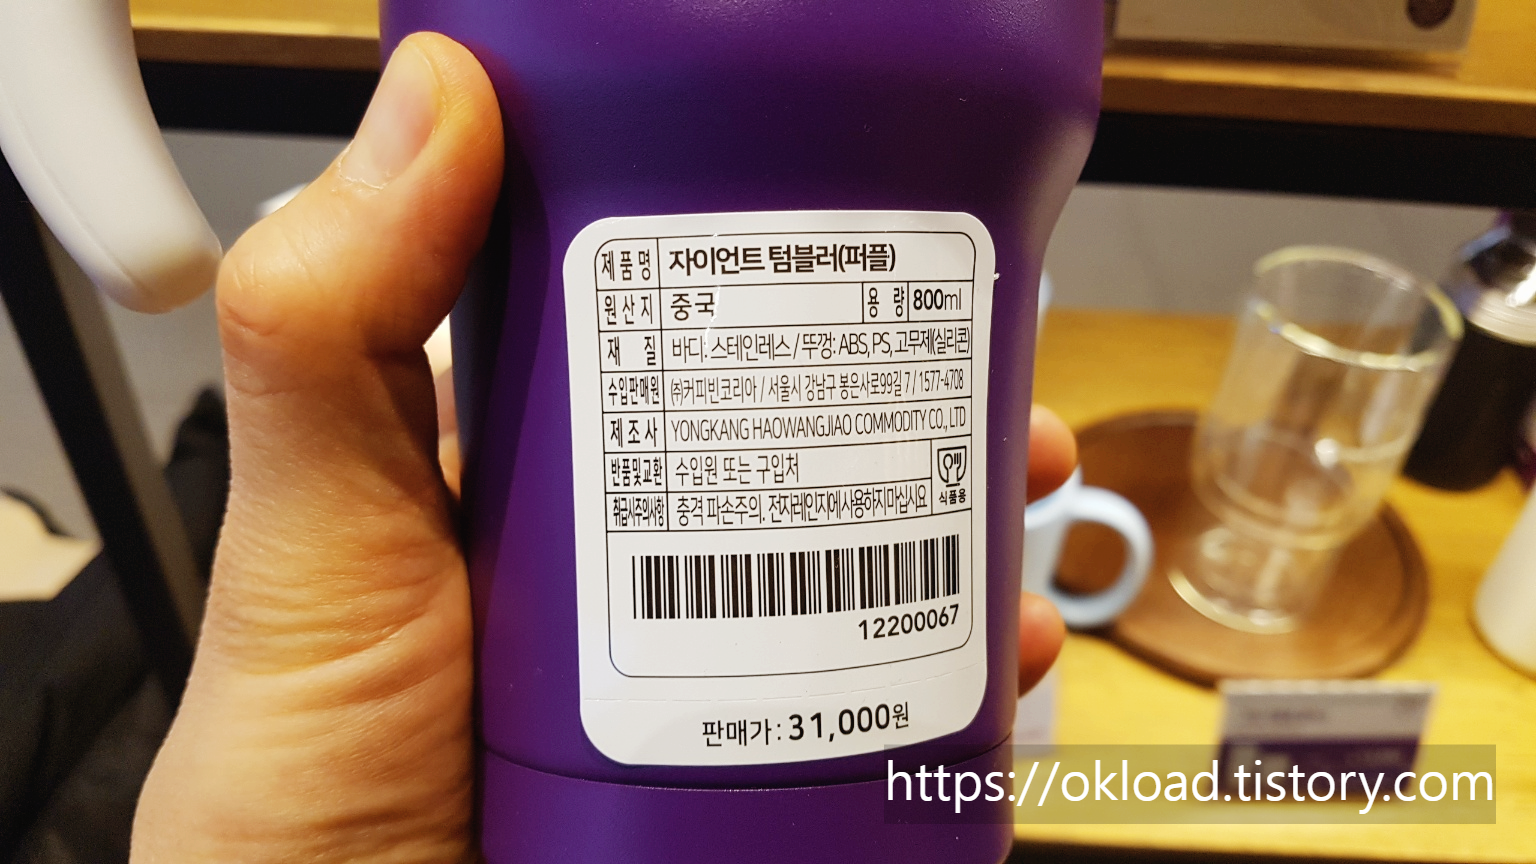 제품명 자이언트 텀블러(퍼플)
원산지 중국 용 량 800ml
재 질 바디: 스테인레스 / 뚜껑: ABS, PS, 고무제(실리콘)
수입판매원 ㈜커피빈코리아 / 서울시 강남구 봉은사로99길 7 / 1577-4708
제조사 YONGKANG HAOWANGJIAO COMMODITY CO., LTD
반품및교환 수입원 또는 구입처
식품용
취급시주의사항 충격 파손주의. 전자레인지에 사용하지 마십시요
12200067
판매가 : 31,000원
https://okload.tistory.com